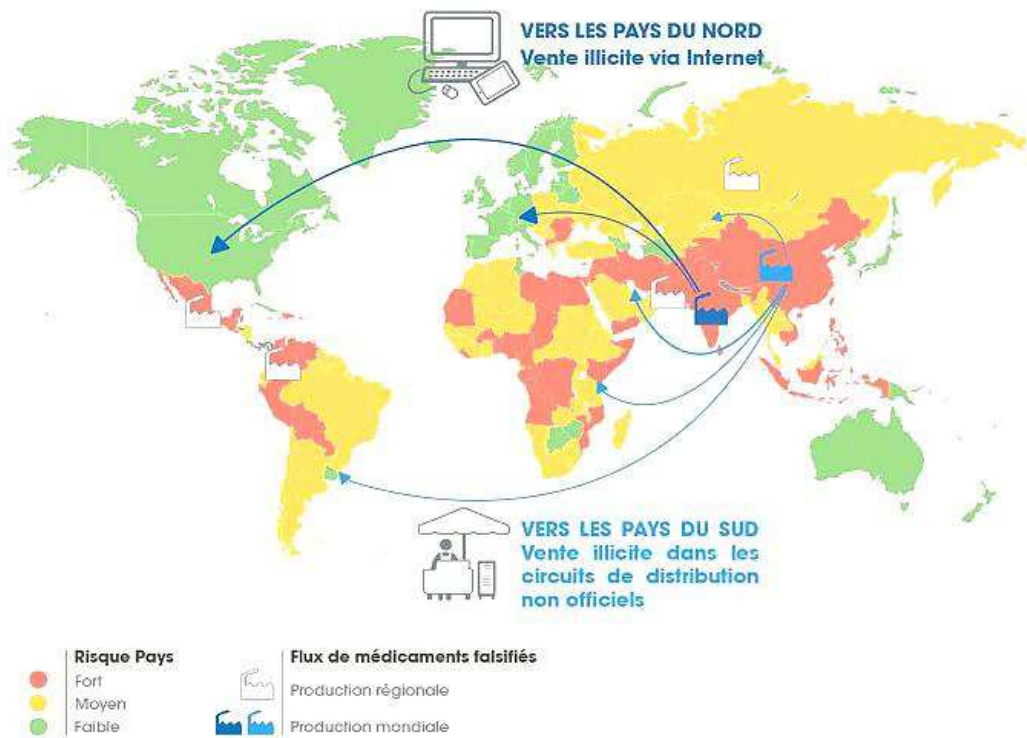 VERS LES PAYS DU NORD
Vente illicite via Internet
VERS LES PAYS DU SUD
Vente illicite dans les
circuits de distribution
non officiels
Risque Pays
Fort
Moyen
Faible
Flux de médicaments falsifiés
Production régionale
Production mondiale